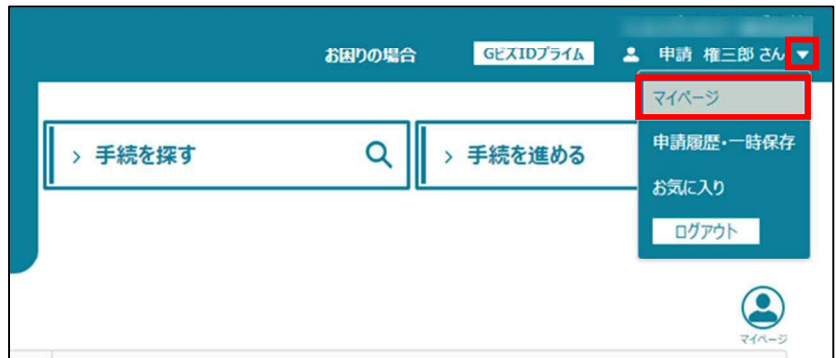 お困りの場合 GビズIDプライム 申請 権三郎 さん ▼
マイページ
> 手続を探す > 手続を進める
申請履歴・一時保存
お気に入り
ログアウト
マイページ